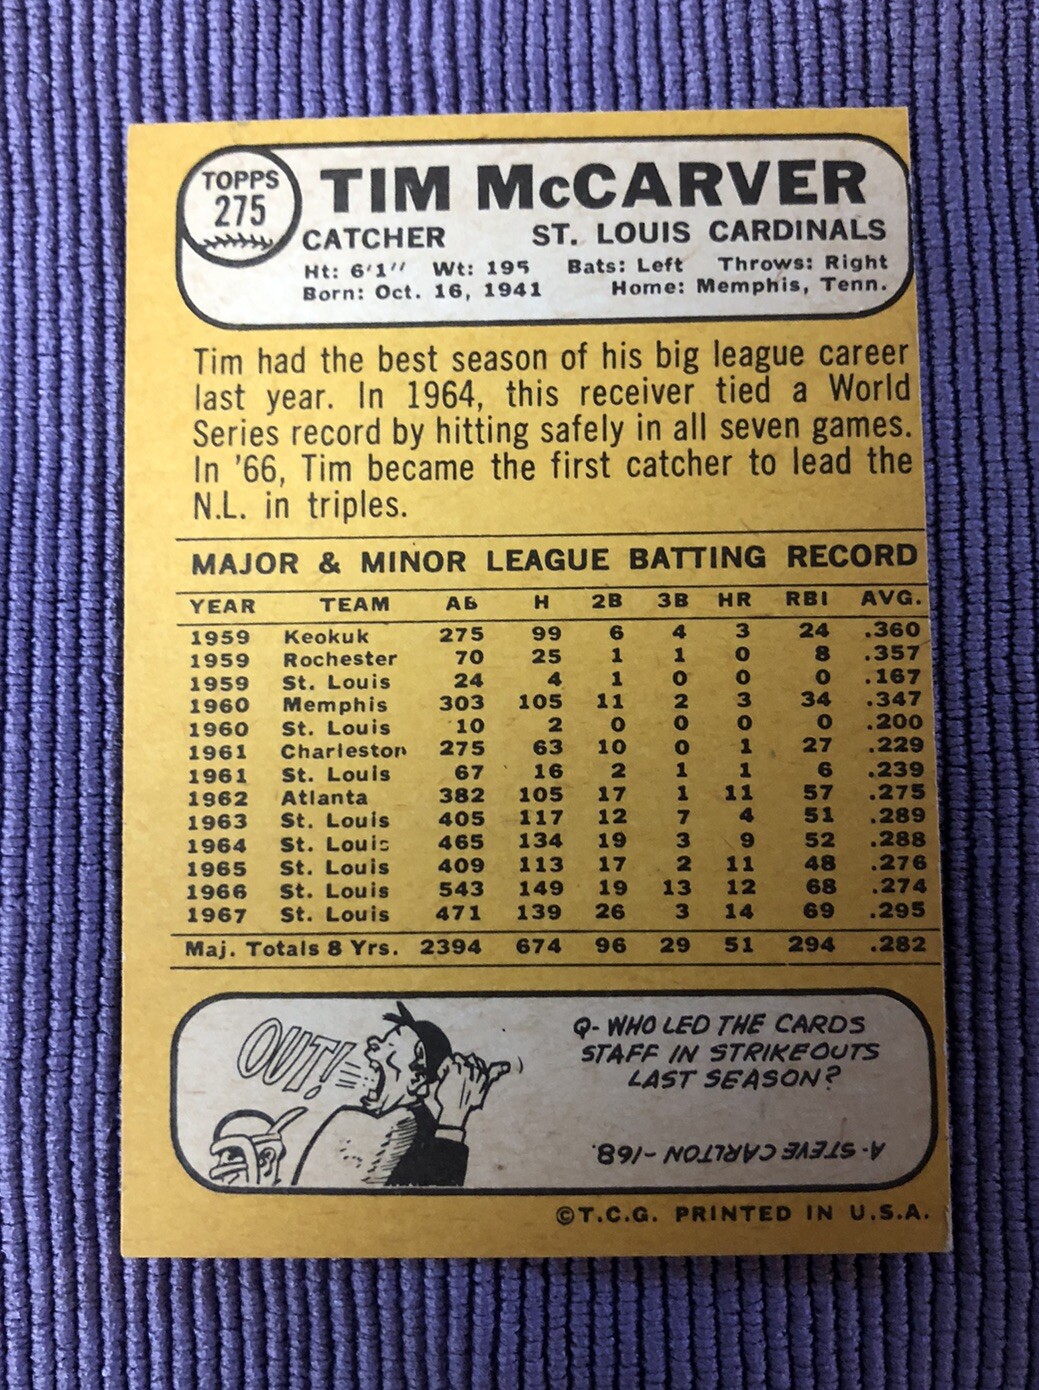 TOPPS
275
TIM McCARVER
CATCHER ST. LOUIS CARDINALS
Ht: 6'1" Wt: 195 Bats: Left Throws: Right
Born: Oct. 16, 1941 Home: Memphis, Tenn.
Tim had the best season of his big league career
last year. In 1964, this receiver tied a World
Series record by hitting safely in all seven games.
In '66, Tim became the first catcher to lead the
N.L. in triples.
MAJOR & MINOR LEAGUE BATTING RECORD
YEAR TEAM AB H 2B 3B HR RBI AVG.
1959 Keokuk 275 99 6 4 3 24 .360
1959 Rochester 70 25 1 1 0 8 .357
1959 St. Louis 24 4 1 0 0 0 .167
1960 Memphis 303 105 11 2 3 34 .347
1960 St. Louis 10 2 0 0 0 0 .200
1961 Charleston 275 63 10 0 1 27 .229
1961 St. Louis 67 16 2 1 1 6 .239
1962 Atlanta 382 105 17 1 11 57 .275
1963 St. Louis 405 117 12 7 4 51 .289
1964 St. Louis 465 134 19 3 9 52 .288
1965 St. Louis 409 113 17 2 11 48 .276
1966 St. Louis 543 149 19 13 12 68 .274
1967 St. Louis 471 139 26 3 14 69 .295
Maj. Totals 8 Yrs. 2394 674 96 29 51 294 .282
OUT!
Q- WHO LED THE CARDS
STAFF IN STRIKEOUTS
LAST SEASON?
A- STEVE CARLTON -168.
©T.C.G. PRINTED IN U.S.A.